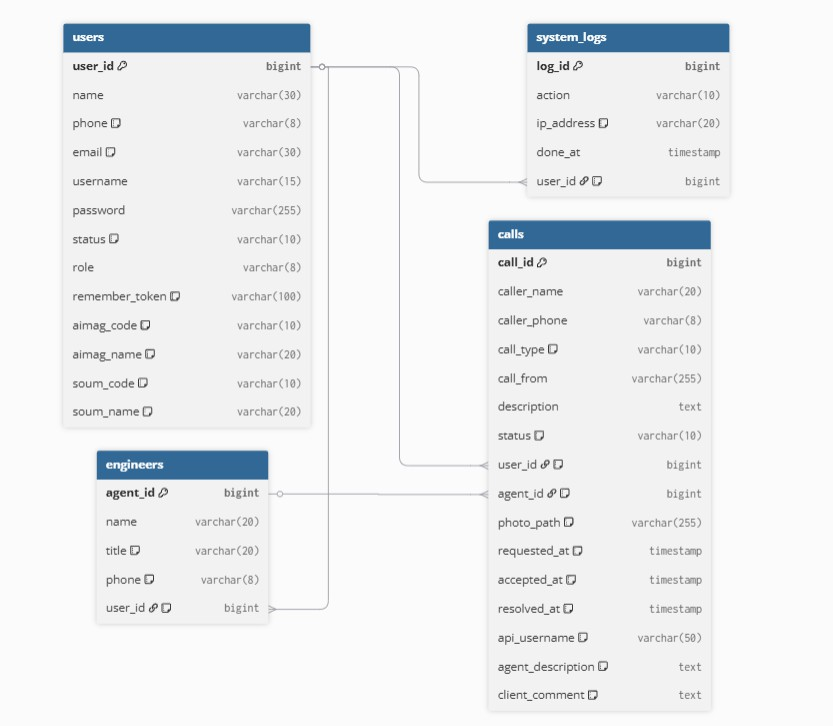 users
user_id bigint
name varchar(30)
phone varchar(8)
email varchar(30)
username varchar(15)
password varchar(255)
status varchar(10)
role varchar(8)
remember_token varchar(100)
aimag_code varchar(10)
aimag_name varchar(20)
soum_code varchar(10)
soum_name varchar(20)
system_logs
log_id bigint
action varchar(10)
ip_address varchar(20)
done_at timestamp
user_id bigint
calls
call_id bigint
caller_name varchar(20)
caller_phone varchar(8)
call_type varchar(10)
call_from varchar(255)
description text
status varchar(10)
user_id bigint
agent_id bigint
photo_path varchar(255)
requested_at timestamp
accepted_at timestamp
resolved_at timestamp
api_username varchar(50)
agent_description text
client_comment text
engineers
agent_id bigint
name varchar(20)
title varchar(20)
phone varchar(8)
user_id bigint